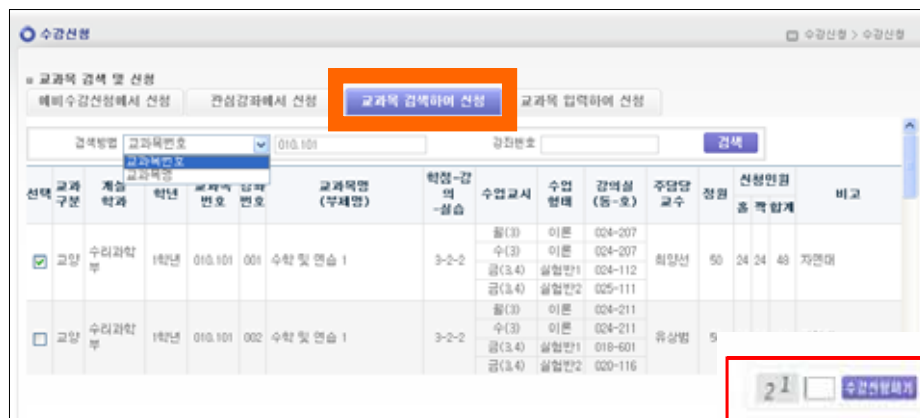 수강신청
수강신청 > 수강신청
교과목 검색 및 신청
예비수강신청에서 신청 관심강좌에서 신청 교과목 검색하여 신청 교과목 입력하여 신청
검색방법 교과목번호 010.101 강좌번호 검색
교과목번호
교과목명
선택 교과구분 개설학과 학년 교과목번호 강좌번호 교과목명(부제명) 학점-강의-실습 수업교시 수업형태 강의실(동-호) 주담당교수 정원 신청인원 홀 짝 합계 비고
월(3) 이론 024-207
수(3) 이론 024-207
교양 수리과학부 1학년 010.101 001 수학 및 연습 1 3-2-2 최양선 50 24 24 48 자연대
금(3,4) 실험반1 024-112
금(3,4) 실험반2 025-111
월(3) 이론 024-211
수(3) 이론 024-211
교양 수리과학부 1학년 010.101 002 수학 및 연습 1 3-2-2 유상범
금(3,4) 실험반1 018-601
금(3,4) 실험반2 020-116
21 수강신청하기